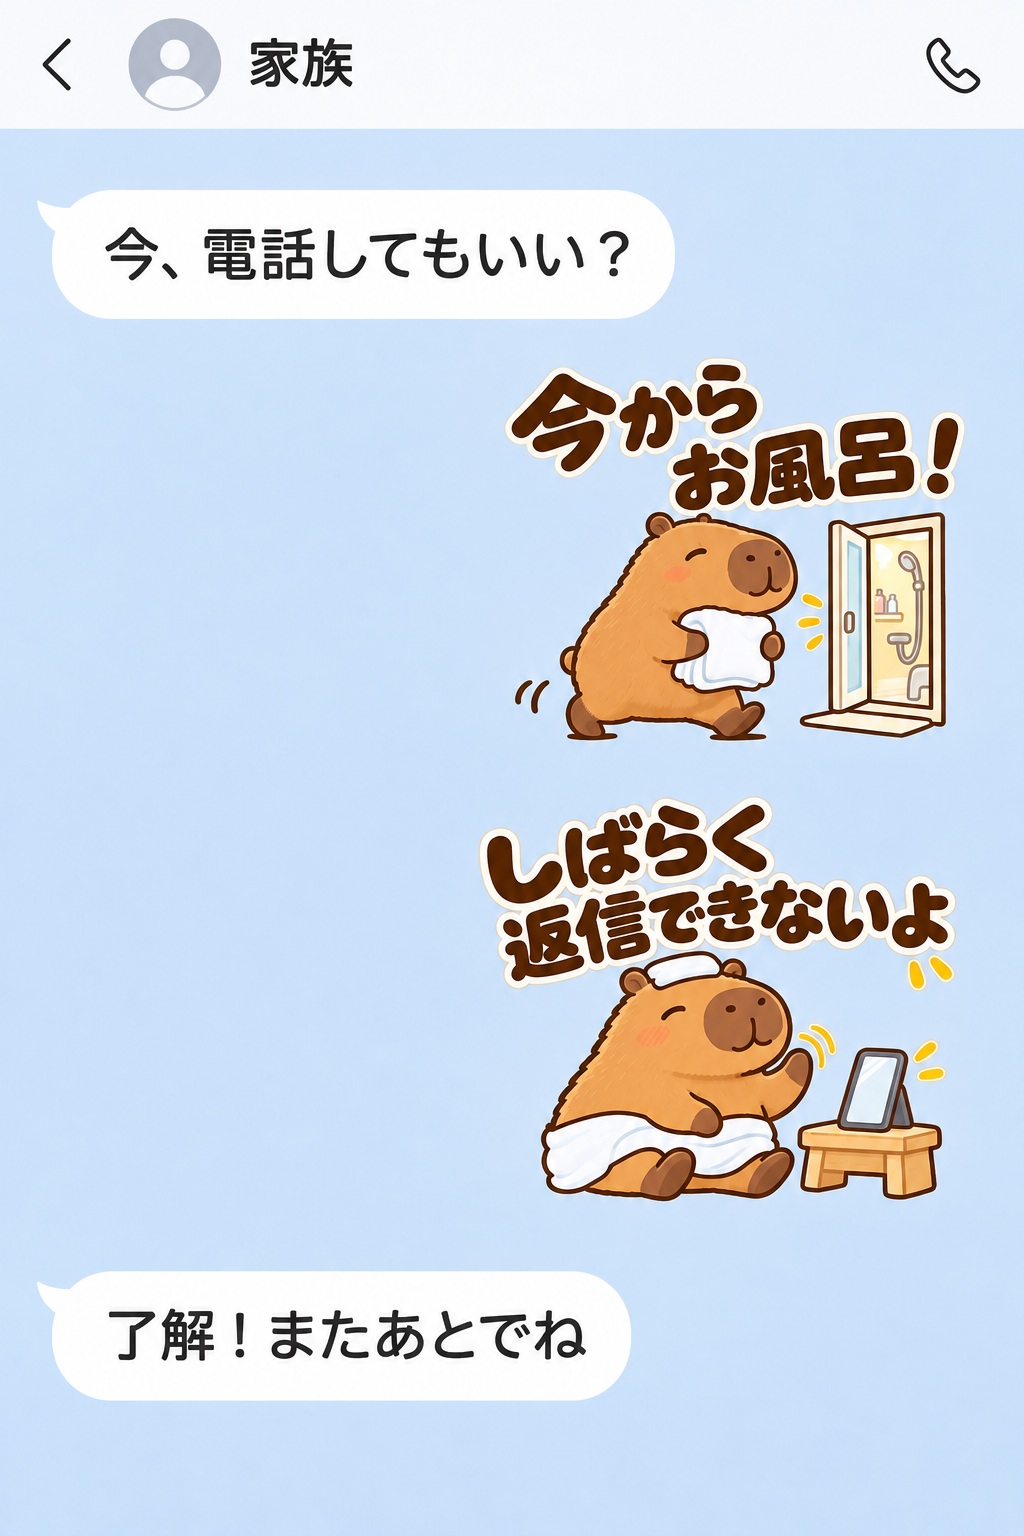 家族
今、電話してもいい？
今から
お風呂！
しばらく
返信できないよ
了解！またあとでね